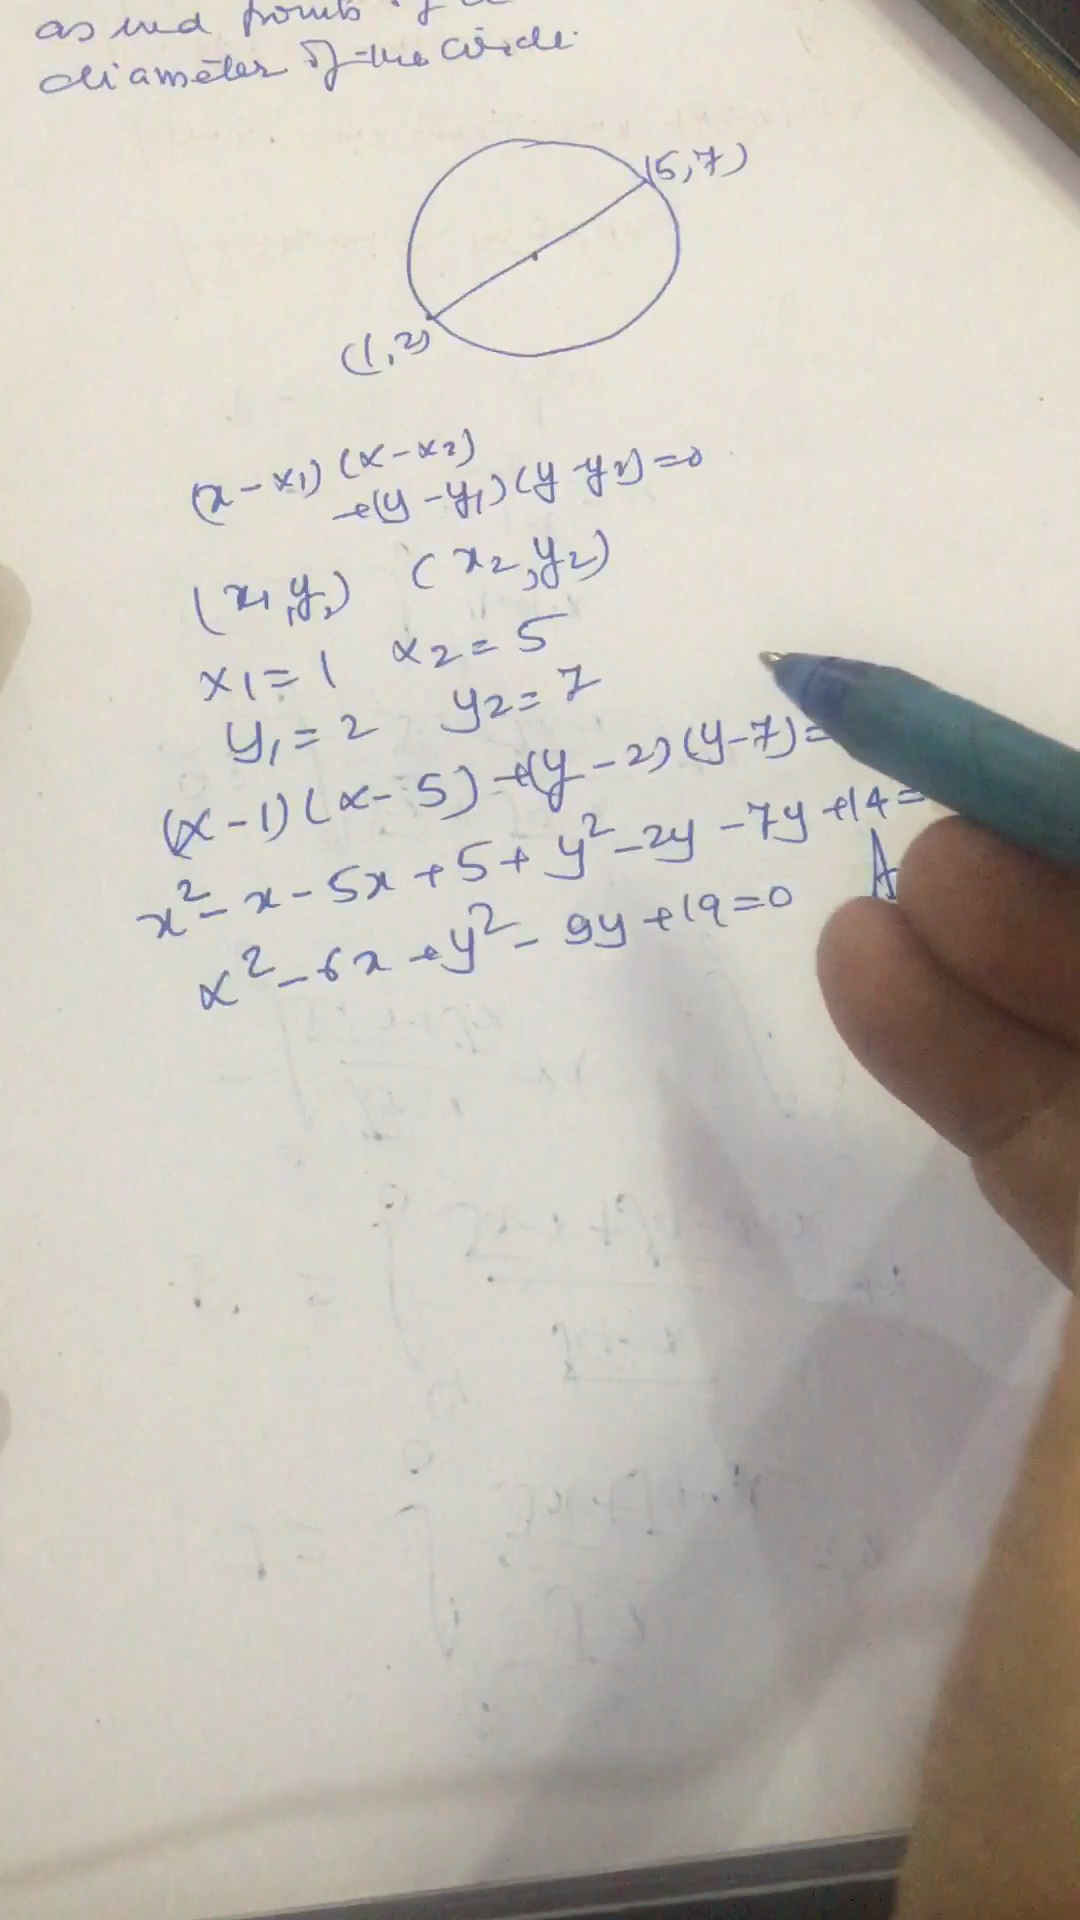 as end points
diameter of the circle.
(5,7)
(1,2)
(x-x1) (x-x2)
+(y-y1)(y-y2)=0
(x1,y1) (x2,y2)
x1=1 x2=5
y1=2 y2=7
(x-1)(x-5)+(y-2)(y-7)=
x²-x-5x+5+y²-2y-7y+14=
x²-6x+y²-9y+19=0 A